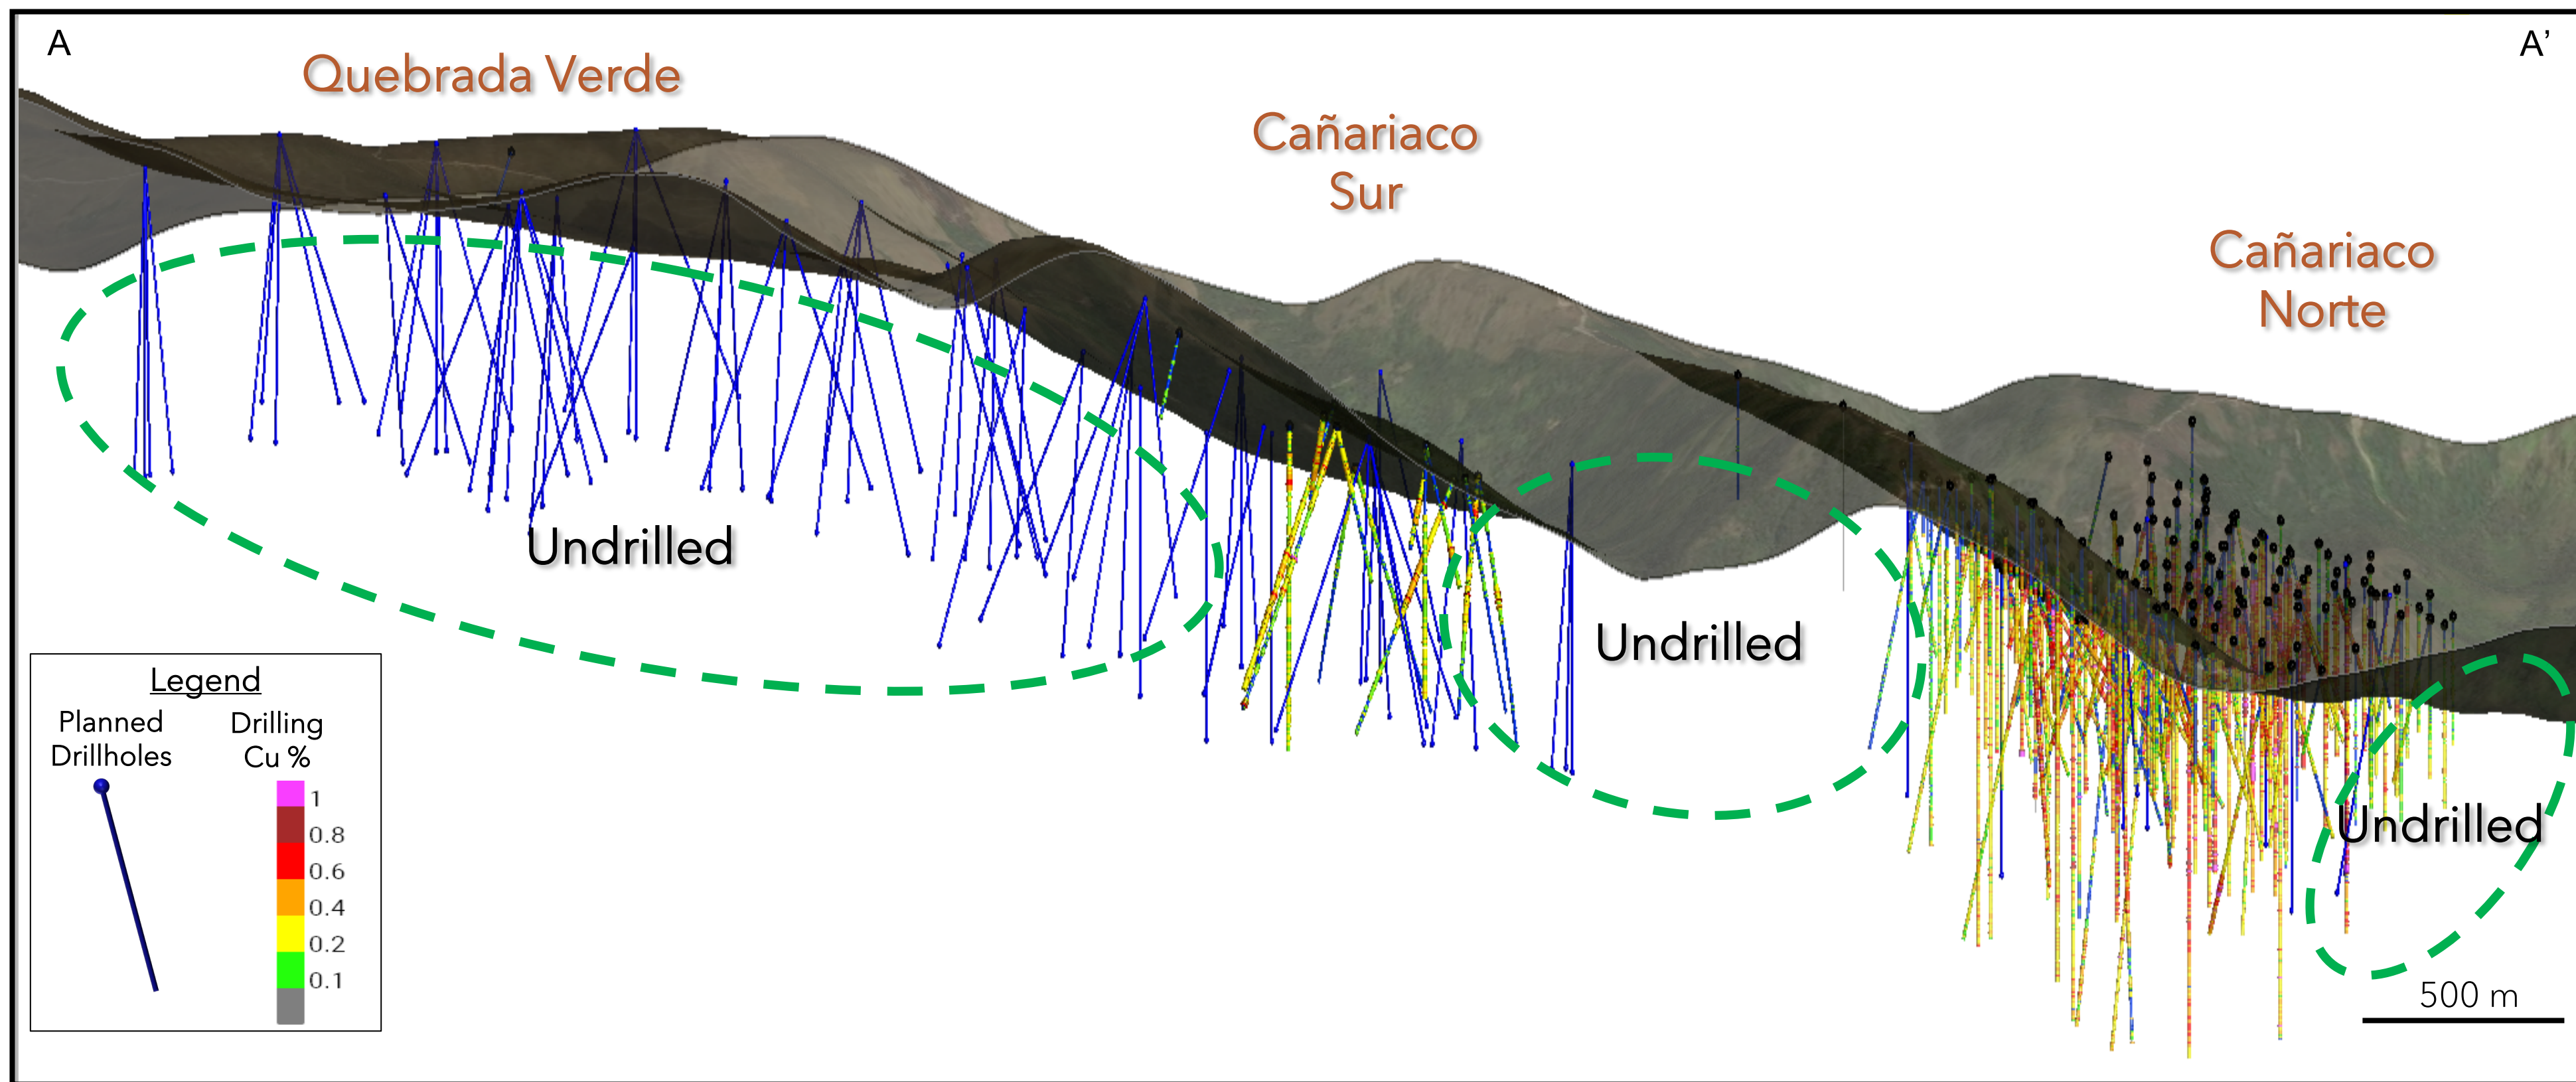 A
A’
Quebrada Verde
Cañariaco
Sur
Cañariaco
Norte
Undrilled
Undrilled
Undrilled
Legend
Planned
Drillholes
Drilling
Cu %
1
0.8
0.6
0.4
0.2
0.1
500 m